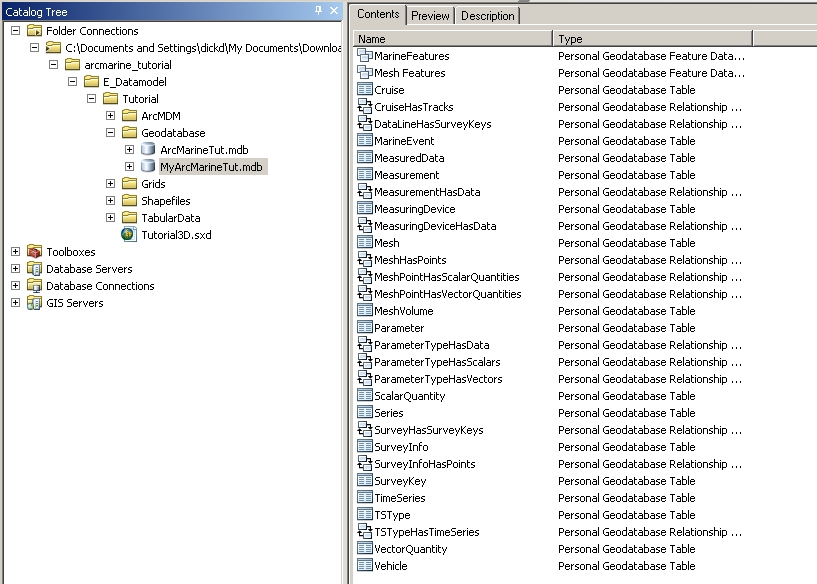 Catalog Tree
Folder Connections
C:\Documents and Settings\dickd\My Documents\Downloa
arcmarine_tutorial
E_Datamodel
Tutorial
ArcMDM
Geodatabase
ArcMarineTut.mdb
MyArcMarineTut.mdb
Grids
Shapefiles
TabularData
Tutorial3D.sxd
Toolboxes
Database Servers
Database Connections
GIS Servers
Contents Preview Description
Name Type
MarineFeatures Personal Geodatabase Feature Data...
Mesh Features Personal Geodatabase Feature Data...
Cruise Personal Geodatabase Table
CruiseHasTracks Personal Geodatabase Relationship ...
DataLineHasSurveyKeys Personal Geodatabase Relationship ...
MarineEvent Personal Geodatabase Table
MeasuredData Personal Geodatabase Table
Measurement Personal Geodatabase Table
MeasurementHasData Personal Geodatabase Relationship ...
MeasuringDevice Personal Geodatabase Table
MeasuringDeviceHasData Personal Geodatabase Relationship ...
Mesh Personal Geodatabase Table
MeshHasPoints Personal Geodatabase Relationship ...
MeshPointHasScalarQuantities Personal Geodatabase Relationship ...
MeshPointHasVectorQuantities Personal Geodatabase Relationship ...
MeshVolume Personal Geodatabase Table
Parameter Personal Geodatabase Table
ParameterTypeHasData Personal Geodatabase Relationship ...
ParameterTypeHasScalars Personal Geodatabase Relationship ...
ParameterTypeHasVectors Personal Geodatabase Relationship ...
ScalarQuantity Personal Geodatabase Table
Series Personal Geodatabase Table
SurveyHasSurveyKeys Personal Geodatabase Relationship ...
SurveyInfo Personal Geodatabase Table
SurveyInfoHasPoints Personal Geodatabase Relationship ...
SurveyKey Personal Geodatabase Table
TimeSeries Personal Geodatabase Table
TSType Personal Geodatabase Table
TSTypeHasTimeSeries Personal Geodatabase Relationship ...
VectorQuantity Personal Geodatabase Table
Vehicle Personal Geodatabase Table